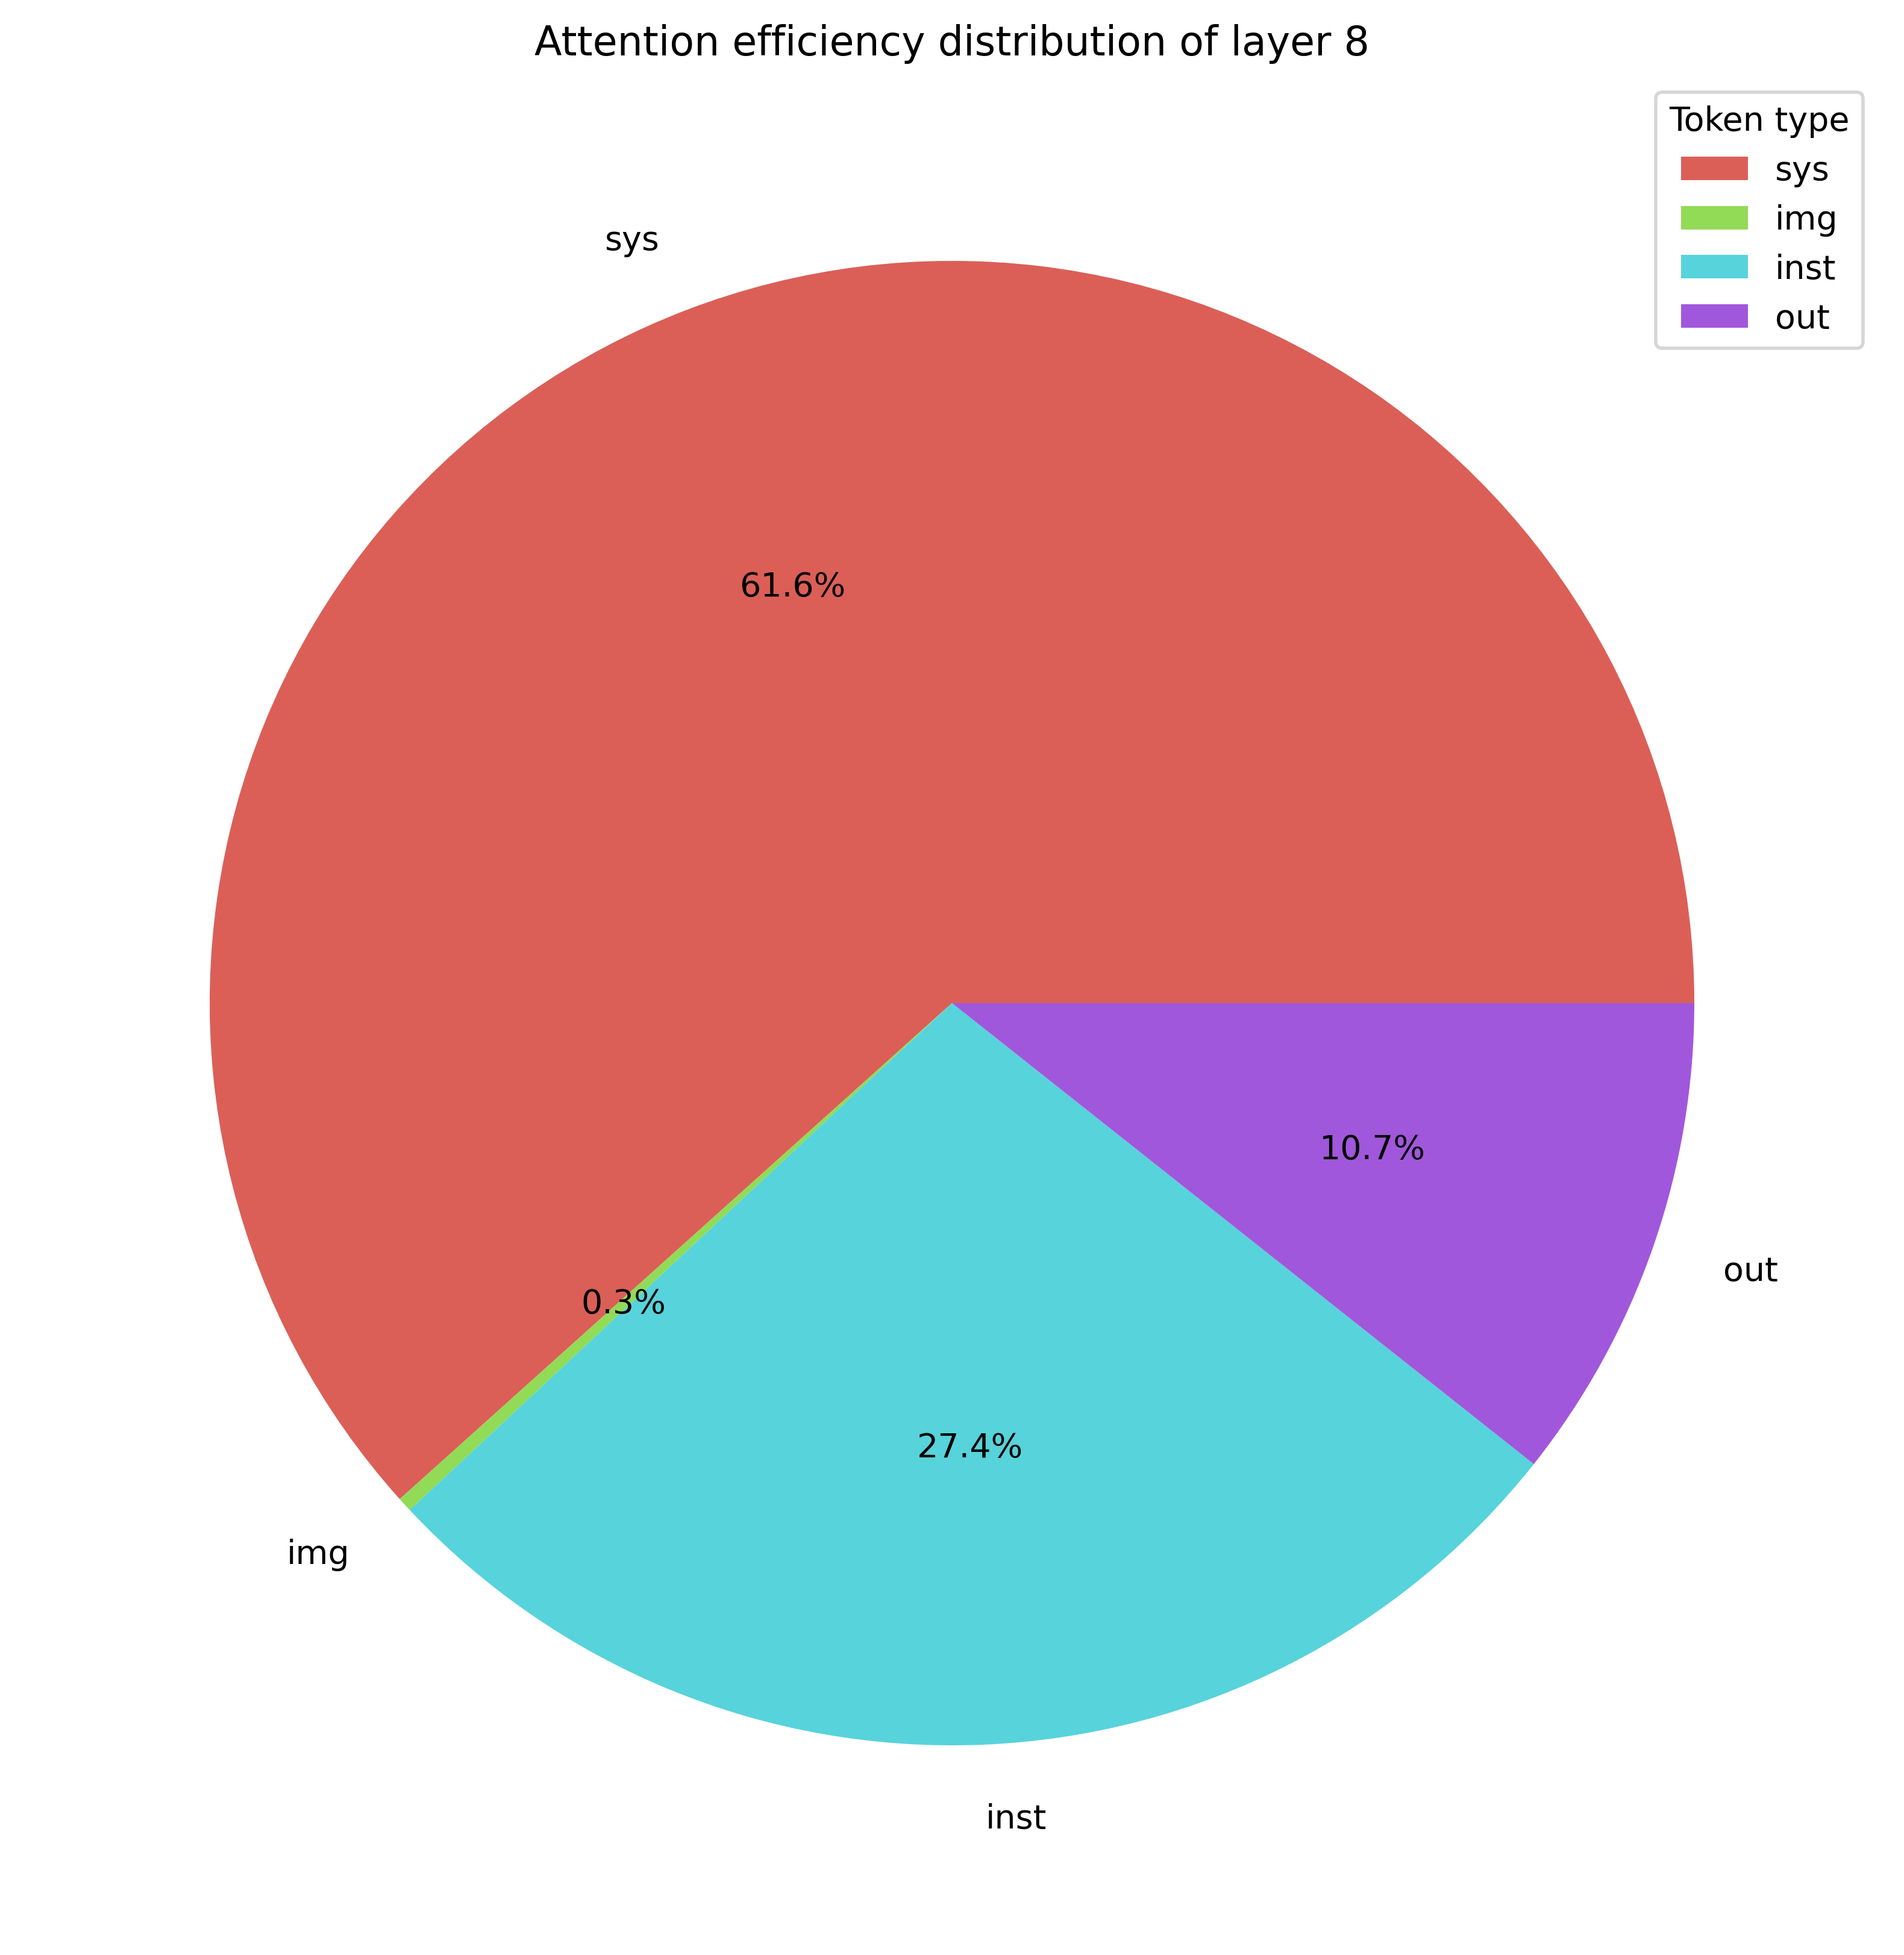 Attention efficiency distribution of layer 8
Token type
sys
img
inst
out
sys
61.6%
10.7%
out
0.3%
27.4%
img
inst